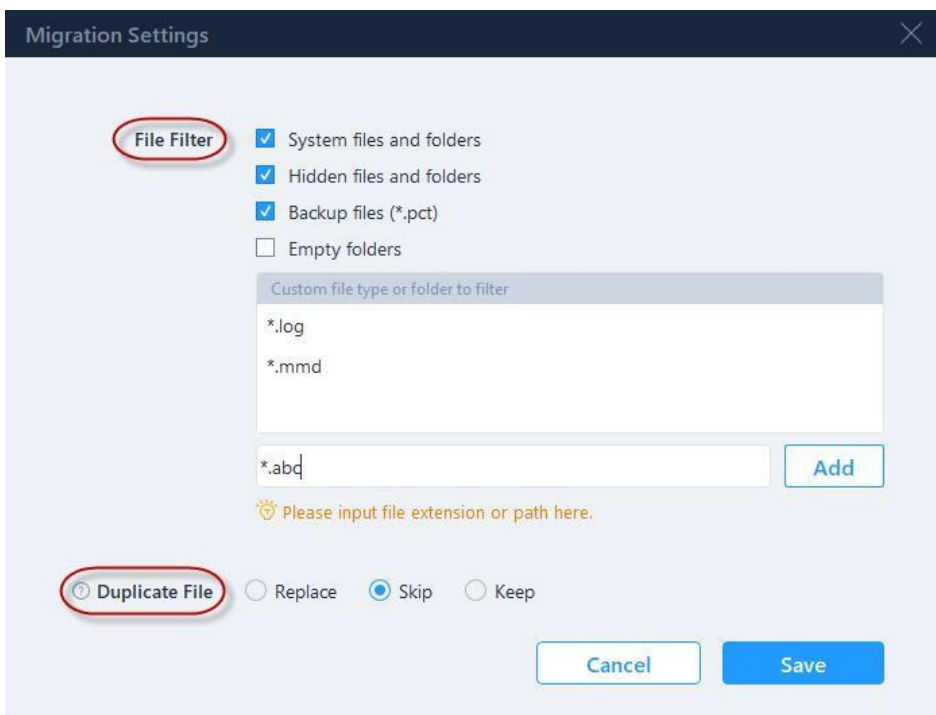 Migration Settings
File Filter
System files and folders
Hidden files and folders
Backup files (*.pct)
Empty folders
Custom file type or folder to filter
*.log
*.mmd
*.abc
Add
Please input file extension or path here.
Duplicate File
Replace
Skip
Keep
Cancel
Save